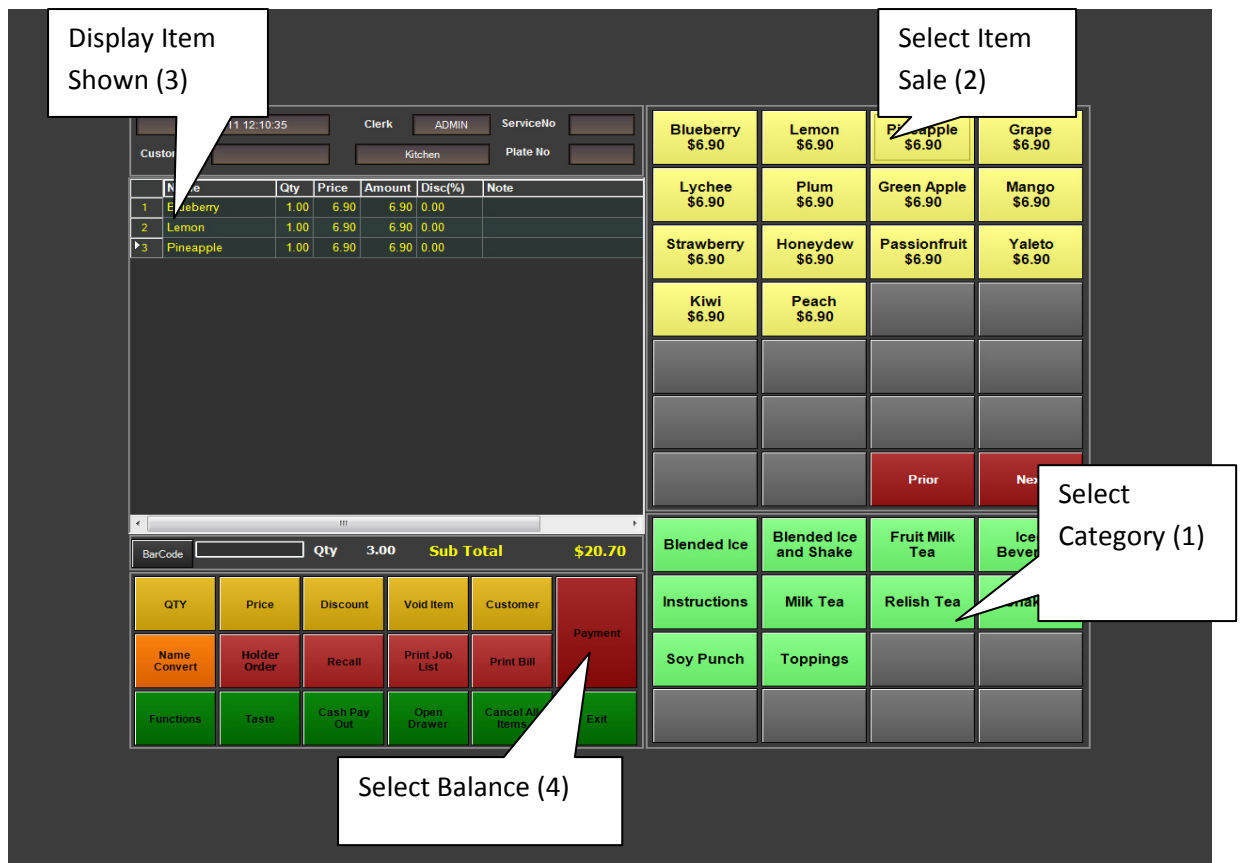 Display Item
Shown (3)
Select Item
Sale (2)
11 12:10:35 Clerk ADMIN ServiceNo
Kitchen Plate No
Qty Price Amount Disc(%) Note
1 Blueberry 1.00 6.90 6.90 0.00
2 Lemon 1.00 6.90 6.90 0.00
3 Pineapple 1.00 6.90 6.90 0.00
BarCode Qty 3.00 Sub Total $20.70
QTY Price Discount Void Item Customer
Payment
Name Holder Recall Print Job Print Bill
Convert Order List
Functions Taste Cash Pay Open Cancel All Exit
Out Drawer Items
Select Balance (4)
Blueberry Lemon Pineapple Grape
$6.90 $6.90 $6.90 $6.90
Lychee Plum Green Apple Mango
$6.90 $6.90 $6.90 $6.90
Strawberry Honeydew Passionfruit Yaleto
$6.90 $6.90 $6.90 $6.90
Kiwi Peach
$6.90 $6.90
Prior Next
Select
Category (1)
Blended Ice Blended Ice Fruit Milk
and Shake Tea
Instructions Milk Tea Relish Tea
Soy Punch Toppings